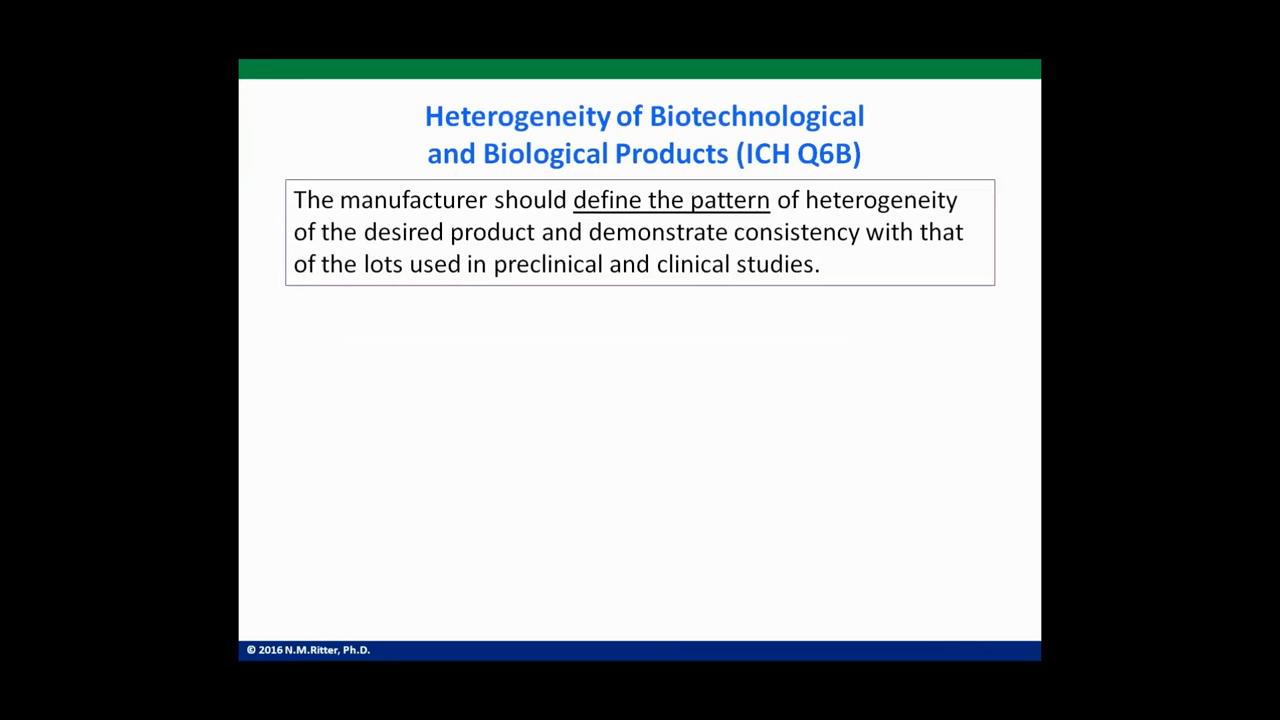 Heterogeneity of Biotechnological
and Biological Products (ICH Q6B)
The manufacturer should define the pattern of heterogeneity
of the desired product and demonstrate consistency with that
of the lots used in preclinical and clinical studies.
© 2016 N.M.Ritter, Ph.D.